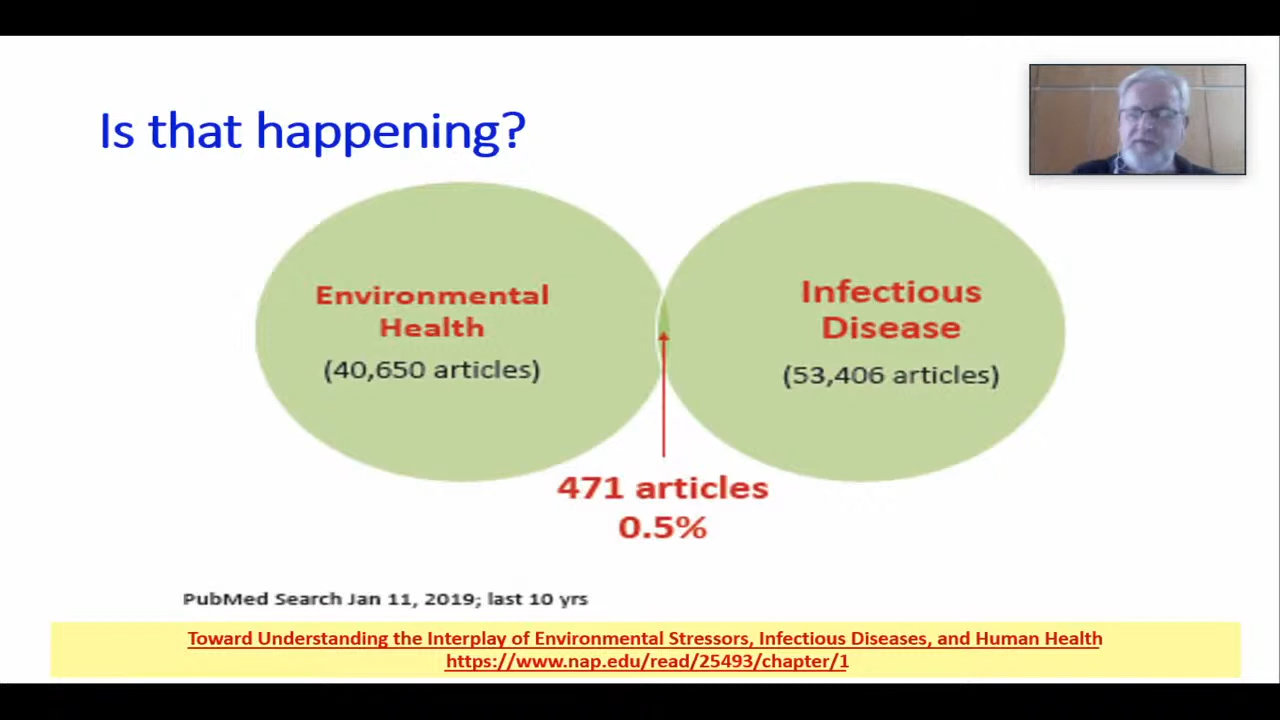 Is that happening?
Environmental
Health
(40,650 articles)
Infectious
Disease
(53,406 articles)
471 articles
0.5%
PubMed Search Jan 11, 2019; last 10 yrs
Toward Understanding the Interplay of Environmental Stressors, Infectious Diseases, and Human Health
https://www.nap.edu/read/25493/chapter/1